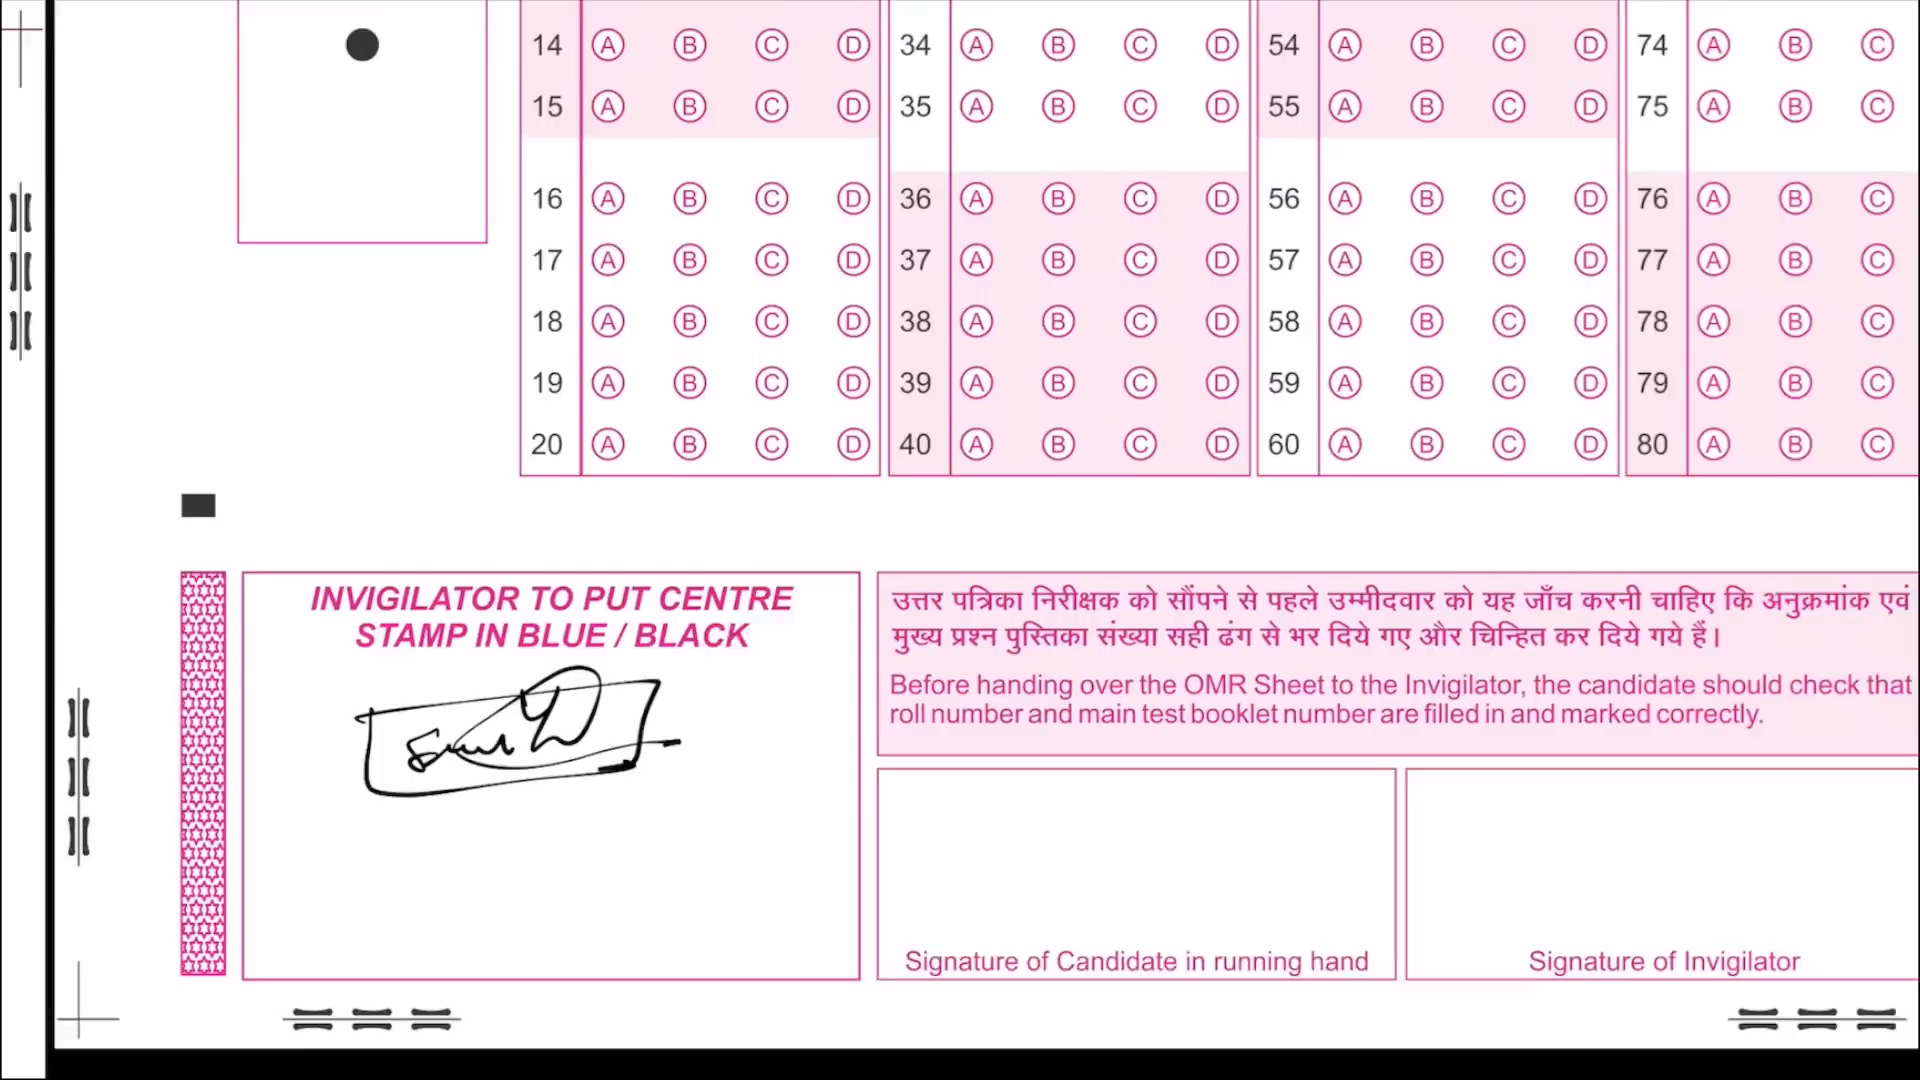 14 A B C D 34 A B C D 54 A B C D 74 A B C
15 A B C D 35 A B C D 55 A B C D 75 A B C
16 A B C D 36 A B C D 56 A B C D 76 A B C
17 A B C D 37 A B C D 57 A B C D 77 A B C
18 A B C D 38 A B C D 58 A B C D 78 A B C
19 A B C D 39 A B C D 59 A B C D 79 A B C
20 A B C D 40 A B C D 60 A B C D 80 A B C
INVIGILATOR TO PUT CENTRE
STAMP IN BLUE / BLACK
उत्तर पत्रिका निरीक्षक को सौंपने से पहले उम्मीदवार को यह जाँच करनी चाहिए कि अनुक्रमांक एवं
मुख्य प्रश्न पुस्तिका संख्या सही ढंग से भर दिये गए और चिन्हित कर दिये गये हैं।
Before handing over the OMR Sheet to the Invigilator, the candidate should check that
roll number and main test booklet number are filled in and marked correctly.
Signature of Candidate in running hand
Signature of Invigilator